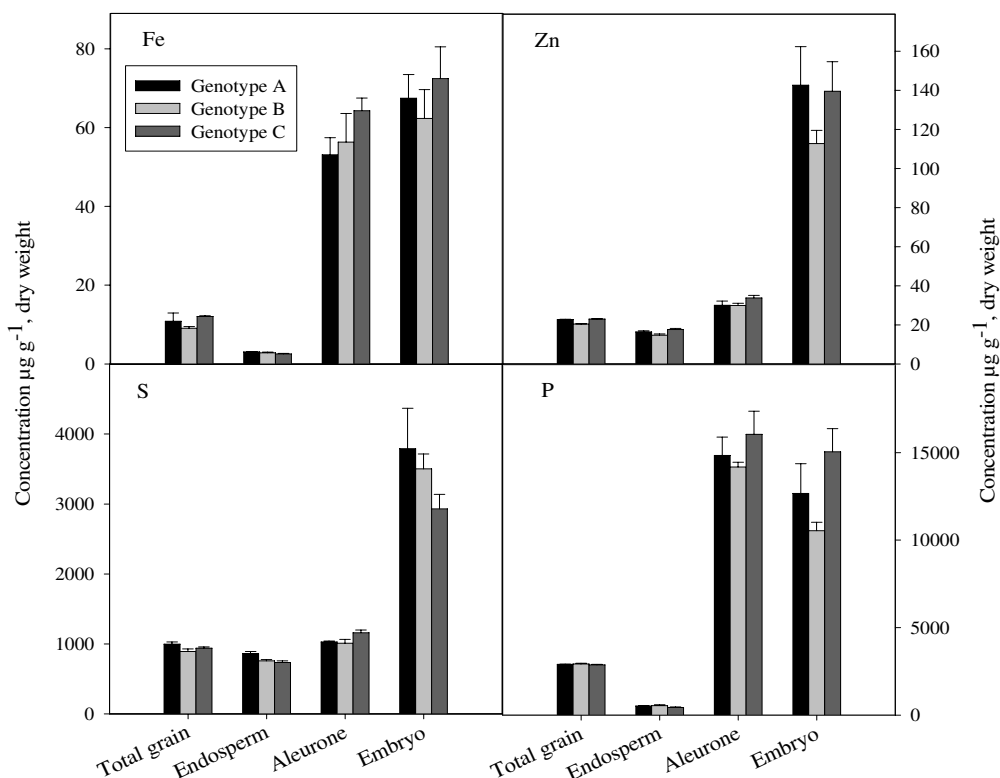 Fe
Genotype A
Genotype B
Genotype C
80
60
40
20
0
Zn
160
140
120
100
80
60
40
20
0
S
4000
3000
2000
1000
0
P
15000
10000
5000
0
Concentration µg g⁻¹, dry weight
Concentration µg g⁻¹, dry weight
Total grain
Endosperm
Aleurone
Embryo
Total grain
Endosperm
Aleurone
Embryo